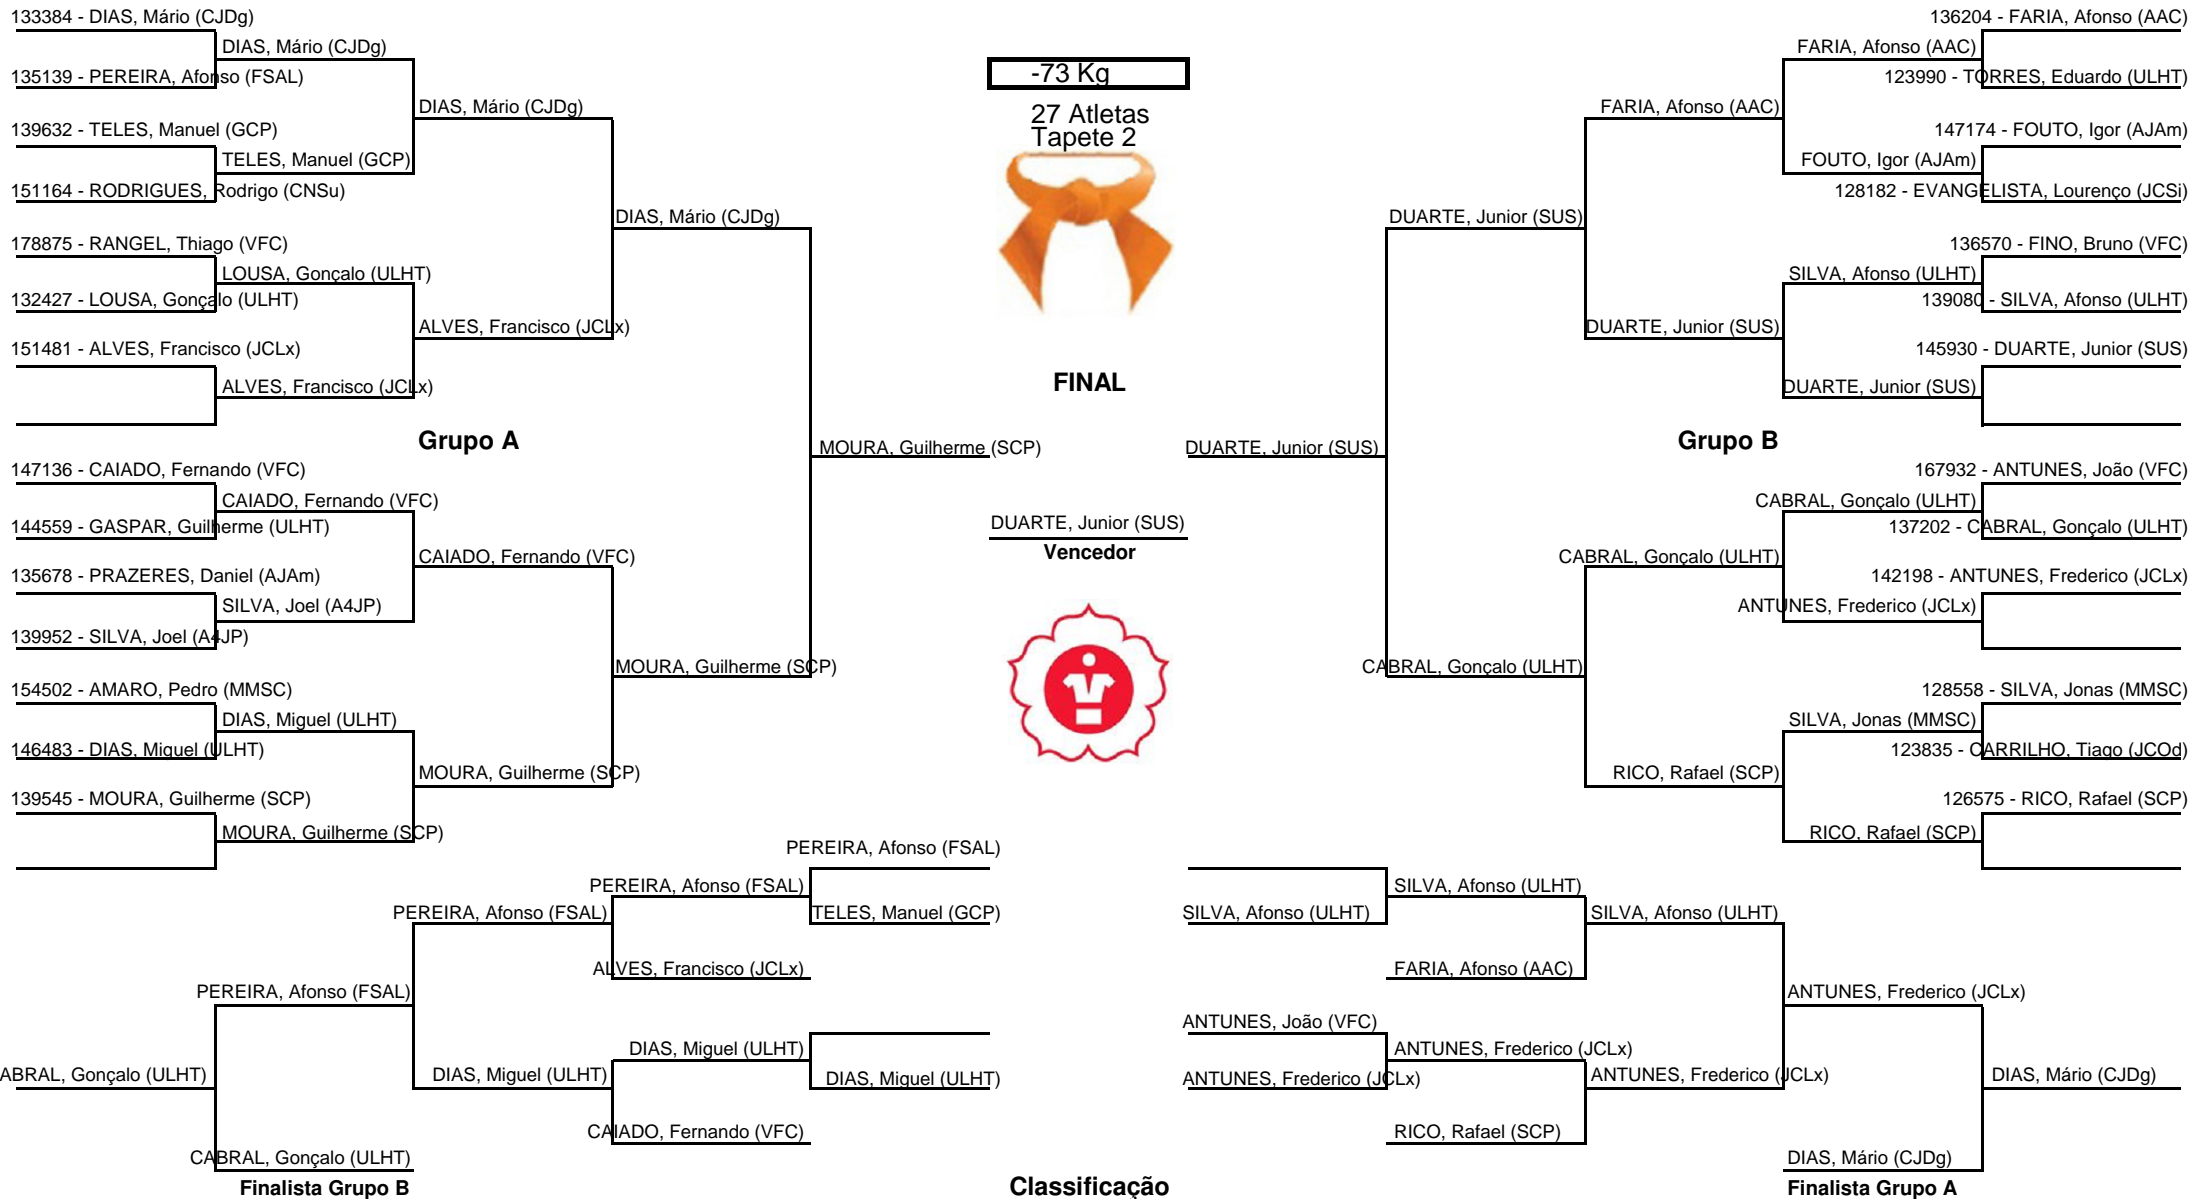 133384 - DIAS, Mário (CJDg)
DIAS, Mário (CJDg)
135139 - PEREIRA, Afonso (FSAL)
DIAS, Mário (CJDg)
139632 - TELES, Manuel (GCP)
TELES, Manuel (GCP)
151164 - RODRIGUES, Rodrigo (CNSu)
DIAS, Mário (CJDg)
178875 - RANGEL, Thiago (VFC)
LOUSA, Gonçalo (ULHT)
132427 - LOUSA, Gonçalo (ULHT)
ALVES, Francisco (JCLx)
151481 - ALVES, Francisco (JCLx)
ALVES, Francisco (JCLx)
Grupo A
MOURA, Guilherme (SCP)
147136 - CAIADO, Fernando (VFC)
CAIADO, Fernando (VFC)
144559 - GASPAR, Guilherme (ULHT)
CAIADO, Fernando (VFC)
135678 - PRAZERES, Daniel (AJAm)
SILVA, Joel (A4JP)
139952 - SILVA, Joel (A4JP)
MOURA, Guilherme (SCP)
154502 - AMARO, Pedro (MMSC)
DIAS, Miguel (ULHT)
146483 - DIAS, Miguel (ULHT)
MOURA, Guilherme (SCP)
139545 - MOURA, Guilherme (SCP)
MOURA, Guilherme (SCP)
-73 Kg
27 Atletas
Tapete 2
FINAL
DUARTE, Junior (SUS)
Vencedor
136204 - FARIA, Afonso (AAC)
FARIA, Afonso (AAC)
123990 - TORRES, Eduardo (ULHT)
FARIA, Afonso (AAC)
147174 - FOUTO, Igor (AJAm)
FOUTO, Igor (AJAm)
128182 - EVANGELISTA, Lourenço (JCSi)
DUARTE, Junior (SUS)
136570 - FINO, Bruno (VFC)
SILVA, Afonso (ULHT)
139080 - SILVA, Afonso (ULHT)
DUARTE, Junior (SUS)
145930 - DUARTE, Junior (SUS)
DUARTE, Junior (SUS)
Grupo B
DUARTE, Junior (SUS)
167932 - ANTUNES, João (VFC)
CABRAL, Gonçalo (ULHT)
137202 - CABRAL, Gonçalo (ULHT)
CABRAL, Gonçalo (ULHT)
142198 - ANTUNES, Frederico (JCLx)
ANTUNES, Frederico (JCLx)
CABRAL, Gonçalo (ULHT)
128558 - SILVA, Jonas (MMSC)
SILVA, Jonas (MMSC)
123835 - CARRILHO, Tiago (JCOd)
RICO, Rafael (SCP)
126575 - RICO, Rafael (SCP)
RICO, Rafael (SCP)
PEREIRA, Afonso (FSAL)
PEREIRA, Afonso (FSAL)
PEREIRA, Afonso (FSAL)
TELES, Manuel (GCP)
ALVES, Francisco (JCLx)
PEREIRA, Afonso (FSAL)
DIAS, Miguel (ULHT)
DIAS, Miguel (ULHT)
DIAS, Miguel (ULHT)
ABRAL, Gonçalo (ULHT)
CAIADO, Fernando (VFC)
CABRAL, Gonçalo (ULHT)
Finalista Grupo B
SILVA, Afonso (ULHT)
SILVA, Afonso (ULHT)
SILVA, Afonso (ULHT)
FARIA, Afonso (AAC)
ANTUNES, Frederico (JCLx)
ANTUNES, João (VFC)
ANTUNES, Frederico (JCLx)
ANTUNES, Frederico (JCLx)
ANTUNES, Frederico (JCLx)
DIAS, Mário (CJDg)
RICO, Rafael (SCP)
DIAS, Mário (CJDg)
Classificação
Finalista Grupo A